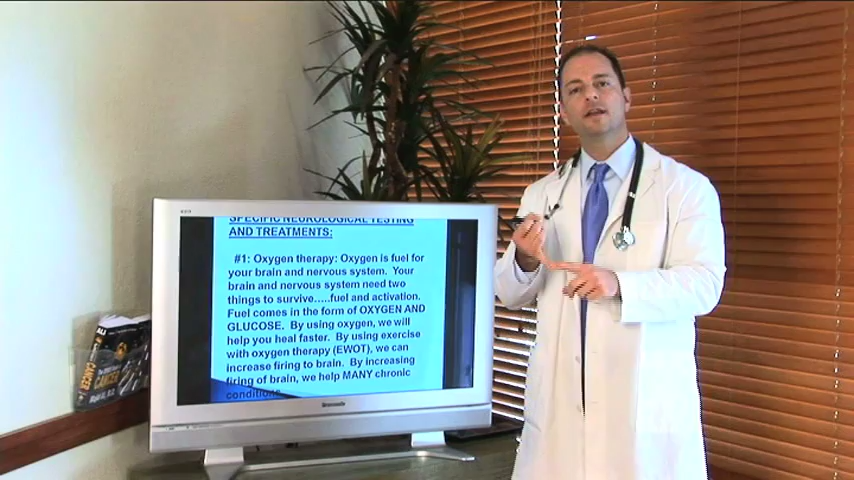 SPECIFIC NEUROLOGICAL TESTING
AND TREATMENTS:
#1: Oxygen therapy: Oxygen is fuel for
your brain and nervous system. Your
brain and nervous system need two
things to survive.....fuel and activation.
Fuel comes in the form of OXYGEN AND
GLUCOSE. By using oxygen, we will
help you heal faster. By using exercise
with oxygen therapy (EWOT), we can
increase firing to brain. By increasing
firing of brain, we help MANY chronic
conditions
CANCER